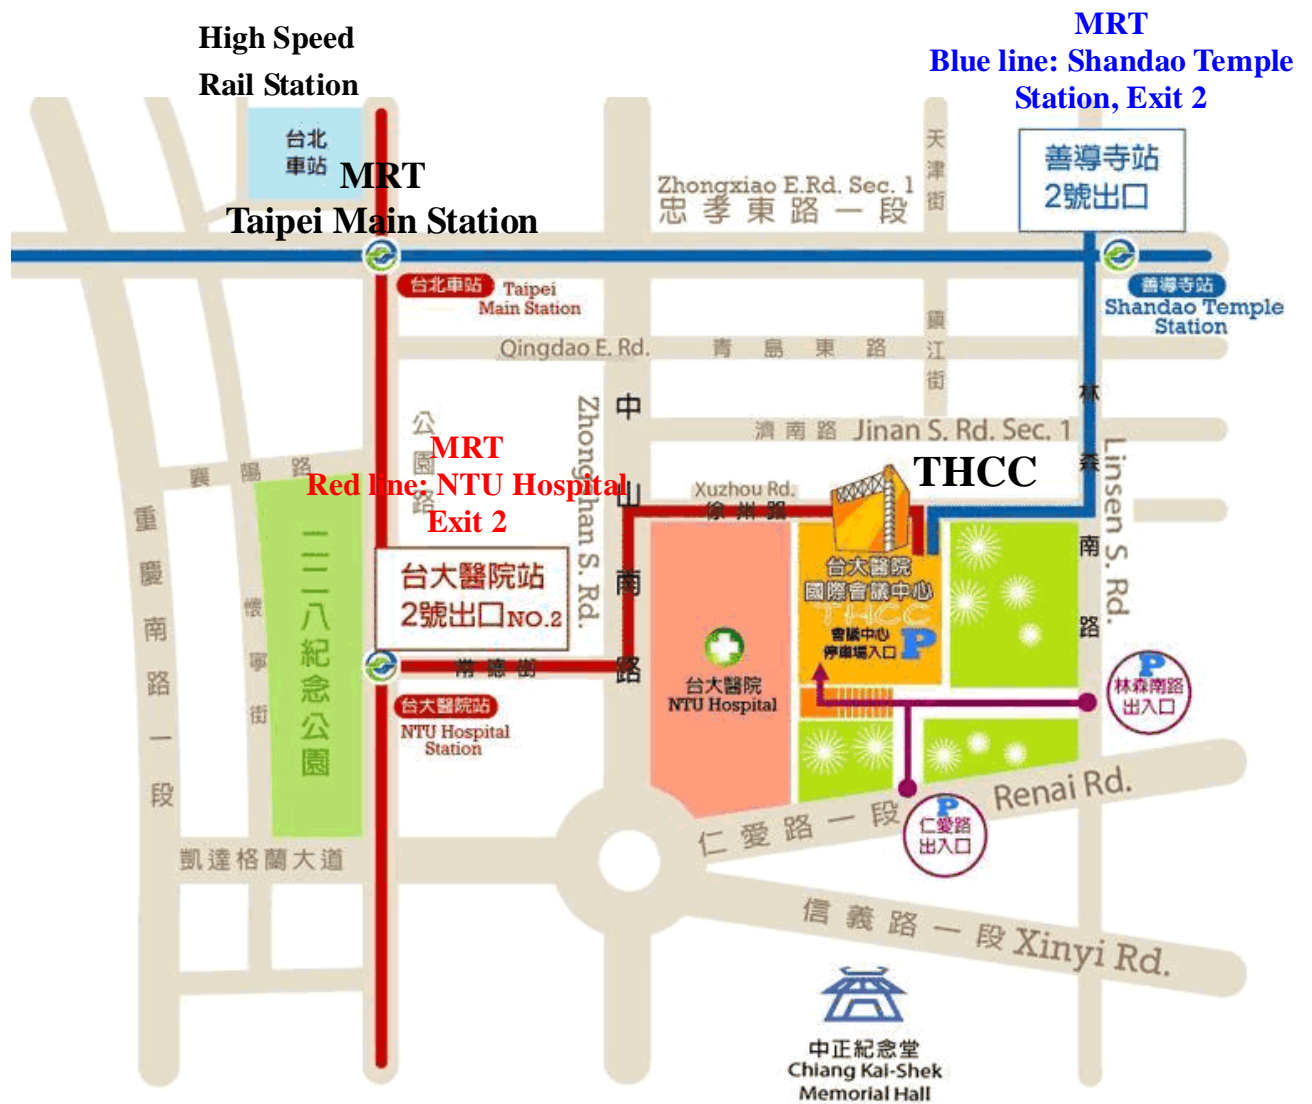 High Speed
Rail Station
MRT
Blue line: Shandao Temple
Station, Exit 2
台北
車站
MRT
Taipei Main Station
Zhongxiao E.Rd. Sec. 1
忠孝東路一段
天津街
善導寺站
2號出口
台北車站
Taipei
Main Station
善導寺站
Shandao Temple
Station
Qingdao E. Rd.
青島東路
鎮江街
公園路
中山南路
Zhongshan S. Rd.
濟南路 Jinan S. Rd. Sec. 1
林森南路
Linsen S. Rd.
襄陽路
MRT
Red line: NTU Hospital
Exit 2
Xuzhou Rd.
徐州路
THCC
重慶南路一段
懷寧街
二二八紀念公園
台大醫院站
2號出口NO.2
台大醫院
國際會議中心
THCC
會議中心
停車場入口
P
常德街
台大醫院
NTU Hospital
台大醫院站
NTU Hospital
Station
P
林森南路
出入口
Renai Rd.
仁愛路一段
P
仁愛路
出入口
凱達格蘭大道
信義路一段 Xinyi Rd.
中正紀念堂
Chiang Kai-Shek
Memorial Hall